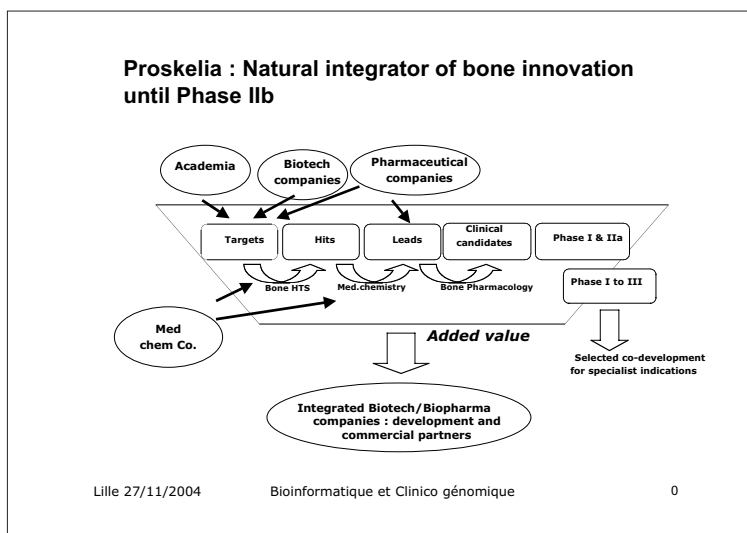 Proskelia : Natural integrator of bone innovation
until Phase IIb
Academia
Biotech
companies
Pharmaceutical
companies
Targets
Hits
Leads
Clinical
candidates
Phase I & IIa
Bone HTS
Med.chemistry
Bone Pharmacology
Phase I to III
Med
chem Co.
Added value
Selected co-development
for specialist indications
Integrated Biotech/Biopharma
companies : development and
commercial partners
Lille 27/11/2004
Bioinformatique et Clinico génomique
0